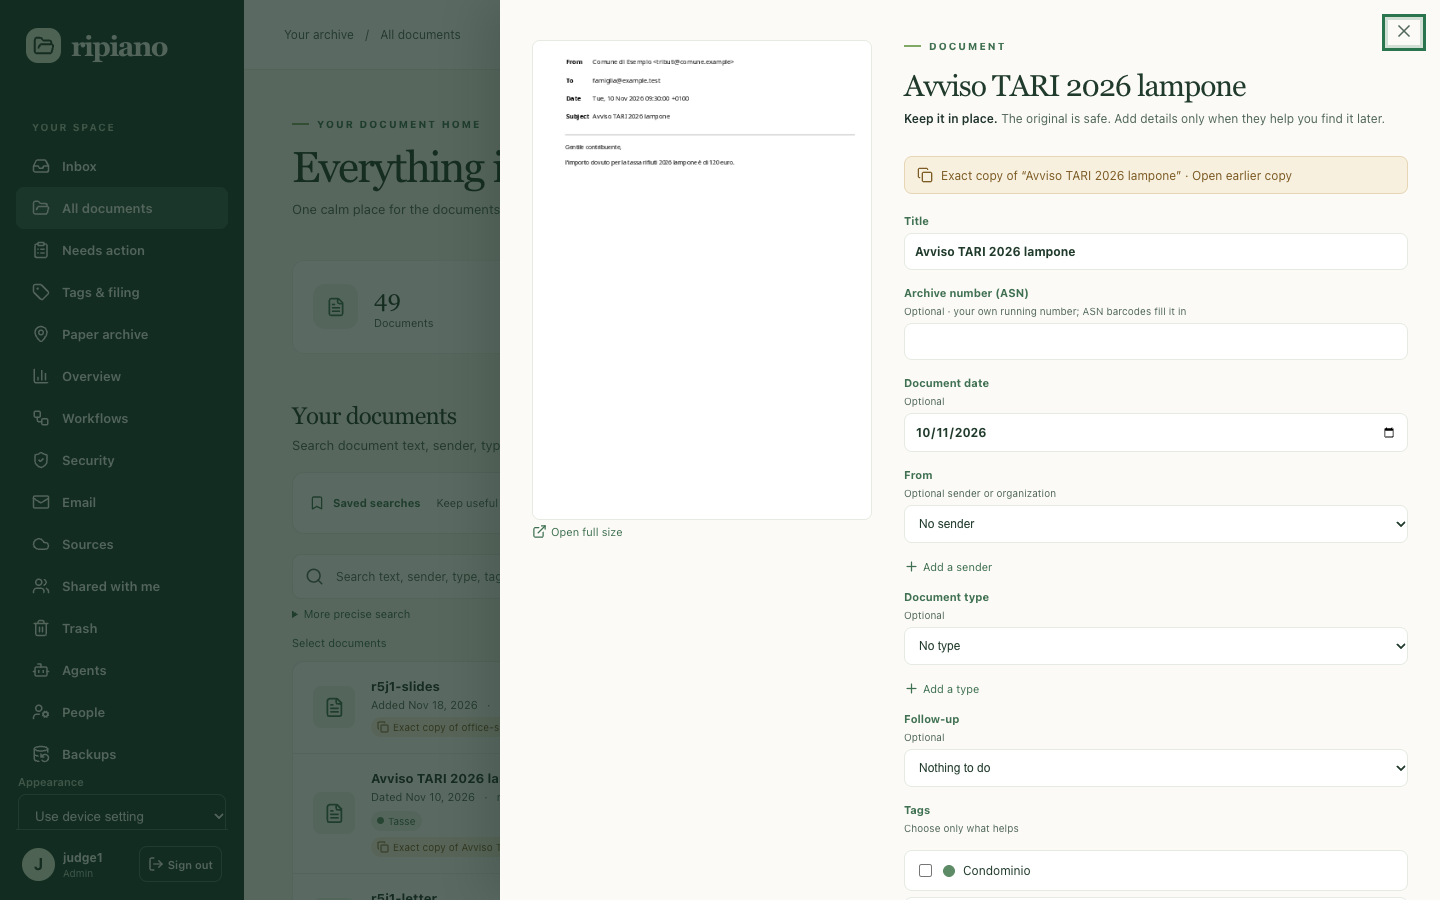 ripiano
YOUR SPACE
Inbox
All documents
Needs action
Tags & filing
Paper archive
Overview
Workflows
Security
Email
Sources
Shared with me
Trash
Agents
People
Backups
Appearance
Use device setting
J
judge1
Admin
Sign out
Your archive / All documents
YOUR DOCUMENT HOME
Everything
One calm place for the documents
49
Documents
Your documents
Search document text, sender, typ
Saved searches Keep useful
Search text, sender, type, tag
More precise search
Select documents
r5j1-slides
Added Nov 18, 2026 ·
Exact copy of office-s
Avviso TARI 2026 la
Dated Nov 10, 2026 ·
Tasse
Exact copy of Avviso T
r5j1-letter
From Comune di Esempio <tributi@comune.example>
To famiglia@example.test
Date Tue, 10 Nov 2026 09:30:00 +0100
Subject Avviso TARI 2026 lampone
Gentile contribuente,
l'importo dovuto per la tassa rifiuti 2026 lampone è di 120 euro.
Open full size
DOCUMENT
Avviso TARI 2026 lampone
Keep it in place. The original is safe. Add details only when they help you find it later.
Exact copy of “Avviso TARI 2026 lampone” · Open earlier copy
Title
Avviso TARI 2026 lampone
Archive number (ASN)
Optional · your own running number; ASN barcodes fill it in
Document date
Optional
10/11/2026
From
Optional sender or organization
No sender
Add a sender
Document type
Optional
No type
Add a type
Follow-up
Optional
Nothing to do
Tags
Choose only what helps
Condominio